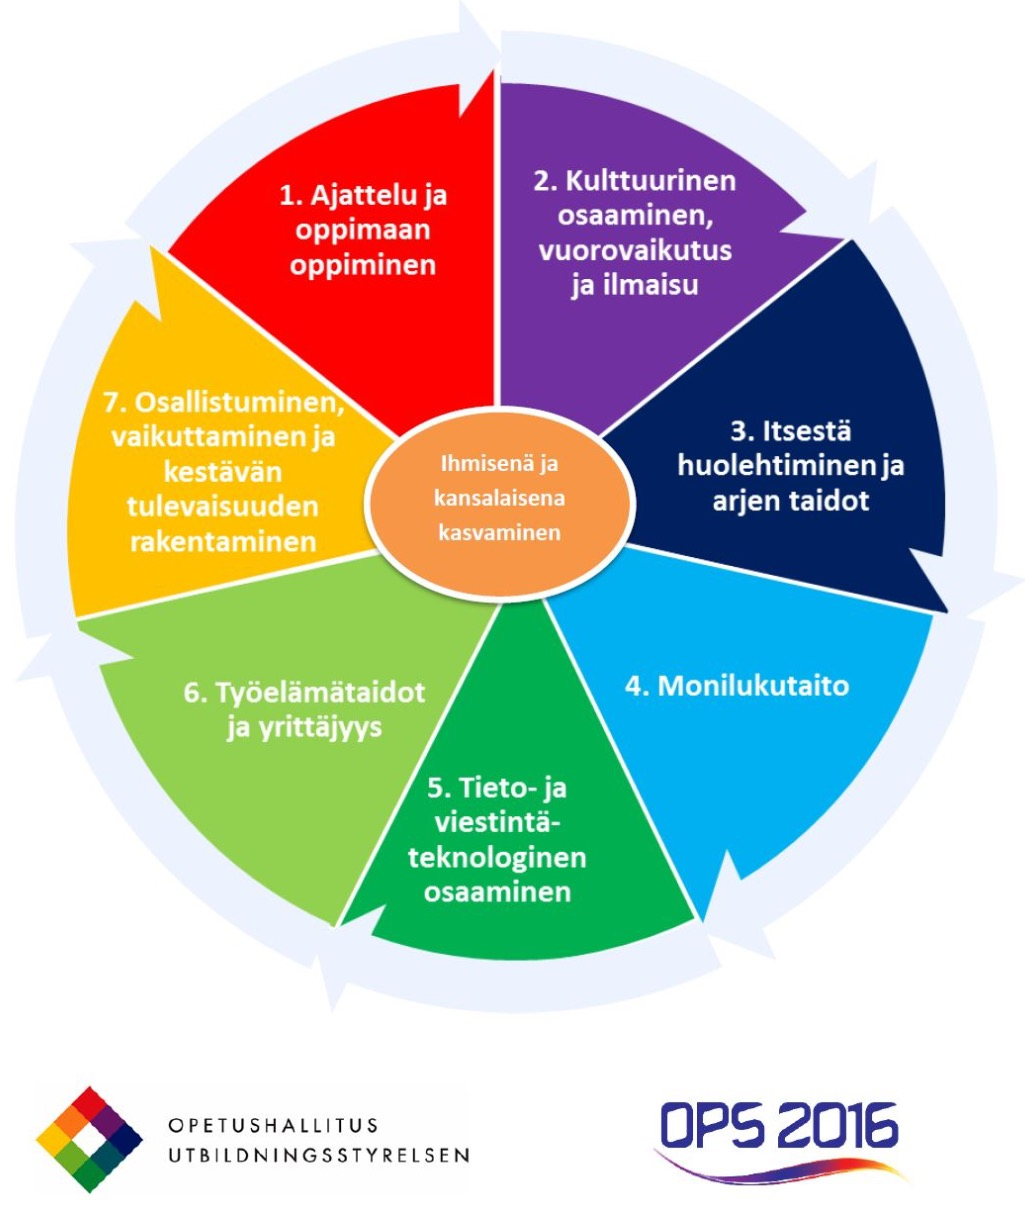 1. Ajattelu ja
oppimaan
oppiminen
2. Kulttuurinen
osaaminen,
vuorovaikutus
ja ilmaisu
3. Itsestä
huolehtiminen ja
arjen taidot
4. Monilukutaito
5. Tieto- ja
viestintä-
teknologinen
osaaminen
6. Työelämätaidot
ja yrittäjyys
7. Osallistuminen,
vaikuttaminen ja
kestävän
tulevaisuuden
rakentaminen
Ihmisenä ja
kansalaisena
kasvaminen
OPETUSHALLITUS
UTBILDNINGSSTYRELSEN
OPS 2016